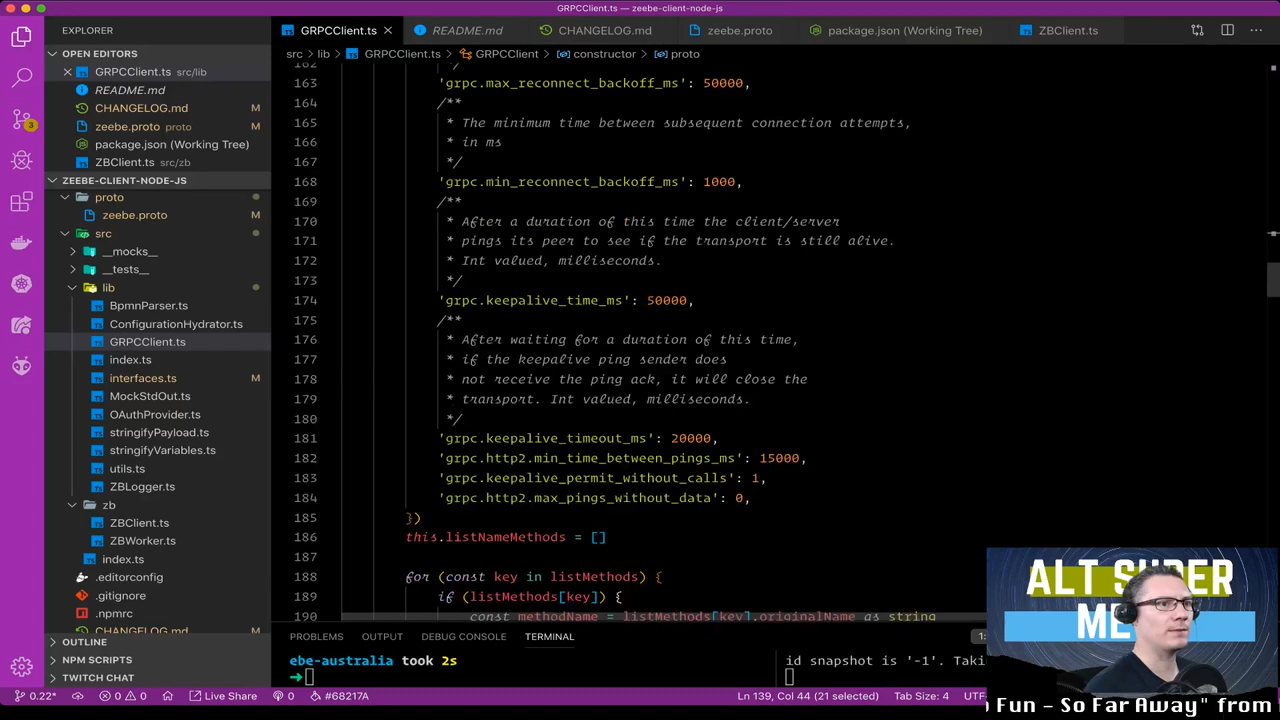 GRPCClient.ts — zeebe-client-node-js
EXPLORER
OPEN EDITORS
GRPCClient.ts src/lib
README.md
CHANGELOG.md M
zeebe.proto proto M
package.json (Working Tree)
ZBClient.ts src/zb
ZEEBE-CLIENT-NODE-JS
proto
zeebe.proto M
src
__mocks__
__tests__
lib
BpmnParser.ts
ConfigurationHydrator.ts
GRPCClient.ts
index.ts
interfaces.ts M
MockStdOut.ts
OAuthProvider.ts
stringifyPayload.ts
stringifyVariables.ts
utils.ts
ZBLogger.ts
zb
ZBClient.ts
ZBWorker.ts
index.ts
.editorconfig
.gitignore
.npmrc
CHANGELOG.md M
OUTLINE
NPM SCRIPTS
TWITCH CHAT
3
GRPCClient.ts README.md CHANGELOG.md zeebe.proto package.json (Working Tree) ZBClient.ts
src lib GRPCClient.ts GRPCClient constructor proto
162 */
163 'grpc.max_reconnect_backoff_ms': 50000,
164 /**
165 * The minimum time between subsequent connection attempts,
166 * in ms
167 */
168 'grpc.min_reconnect_backoff_ms': 1000,
169 /**
170 * After a duration of this time the client/server
171 * pings its peer to see if the transport is still alive.
172 * Int valued, milliseconds.
173 */
174 'grpc.keepalive_time_ms': 50000,
175 /**
176 * After waiting for a duration of this time,
177 * if the keepalive ping sender does
178 * not receive the ping ack, it will close the
179 * transport. Int valued, milliseconds.
180 */
181 'grpc.keepalive_timeout_ms': 20000,
182 'grpc.http2.min_time_between_pings_ms': 15000,
183 'grpc.keepalive_permit_without_calls': 1,
184 'grpc.http2.max_pings_without_data': 0,
185 })
186 this.listNameMethods = []
187
188 for (const key in listMethods) {
189 if (listMethods[key]) {
190 const methodName = listMethods[key].originalName as string
PROBLEMS OUTPUT DEBUG CONSOLE TERMINAL 1:
ebe-australia took 2s
→
id snapshot is '-1'. Taki
ALT SUPER
ME
0.22* 0 0 Live Share 0 #68217A Ln 139, Col 44 (21 selected) Tab Size: 4 UTF-
Fun - So Far Away" from